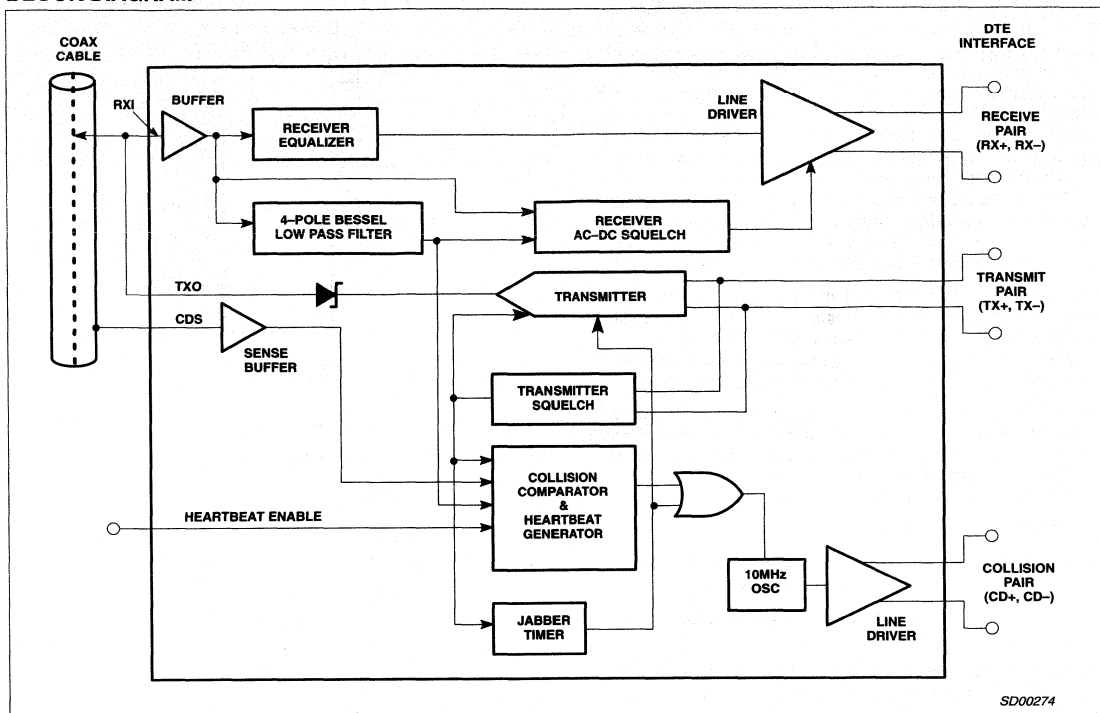 COAX
CABLE
DTE
INTERFACE
RXI
BUFFER
RECEIVER
EQUALIZER
LINE
DRIVER
RECEIVE
PAIR
(RX+, RX–)
4–POLE BESSEL
LOW PASS FILTER
RECEIVER
AC–DC SQUELCH
TXO
TRANSMITTER
TRANSMIT
PAIR
(TX+, TX–)
CDS
SENSE
BUFFER
TRANSMITTER
SQUELCH
COLLISION
COMPARATOR
&
HEARTBEAT
GENERATOR
HEARTBEAT ENABLE
10MHz
OSC
COLLISION
PAIR
(CD+, CD–)
LINE
DRIVER
JABBER
TIMER
SD00274